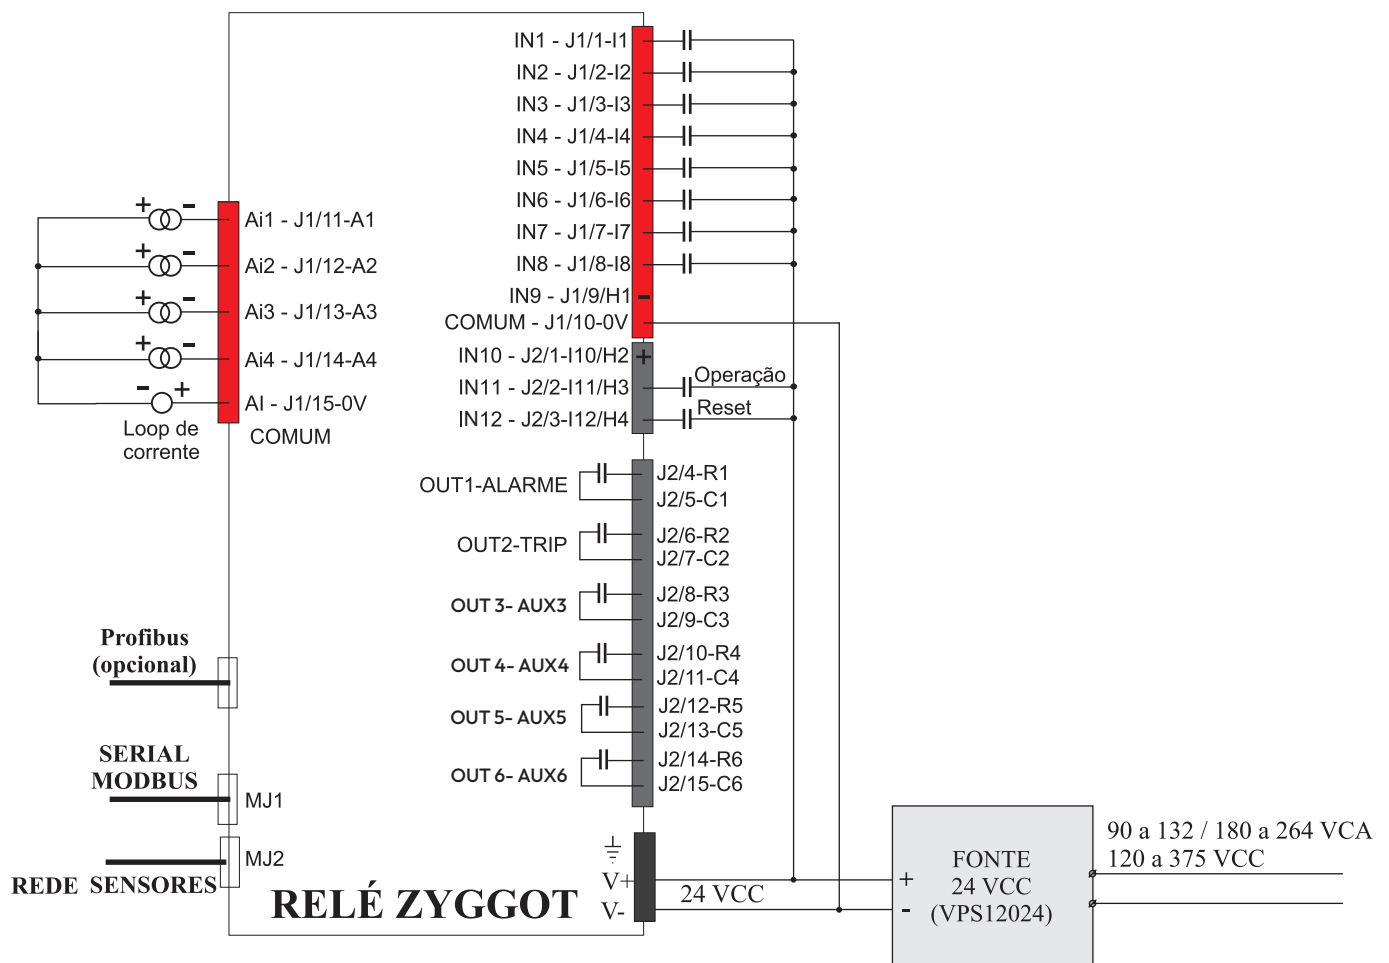 IN1 - J1/1-I1
IN2 - J1/2-I2
IN3 - J1/3-I3
IN4 - J1/4-I4
IN5 - J1/5-I5
IN6 - J1/6-I6
IN7 - J1/7-I7
IN8 - J1/8-I8
IN9 - J1/9/H1 -
COMUM - J1/10-0V
IN10 - J2/1-I10/H2 +
IN11 - J2/2-I11/H3
Operação
IN12 - J2/3-I12/H4
Reset
+ - Ai1 - J1/11-A1
+ - Ai2 - J1/12-A2
+ - Ai3 - J1/13-A3
+ - Ai4 - J1/14-A4
- + AI - J1/15-0V
COMUM
Loop de
corrente
OUT1-ALARME
J2/4-R1
J2/5-C1
OUT2-TRIP
J2/6-R2
J2/7-C2
OUT 3- AUX3
J2/8-R3
J2/9-C3
OUT 4- AUX4
J2/10-R4
J2/11-C4
OUT 5- AUX5
J2/12-R5
J2/13-C5
OUT 6- AUX6
J2/14-R6
J2/15-C6
Profibus
(opcional)
SERIAL
MODBUS
MJ1
MJ2
REDE SENSORES
RELÉ ZYGGOT
V+
V-
24 VCC
+
-
FONTE
24 VCC
(VPS12024)
90 a 132 / 180 a 264 VCA
120 a 375 VCC